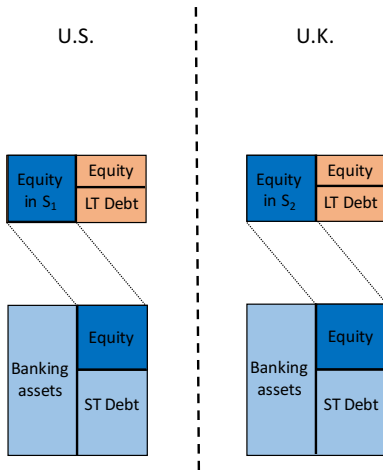 U.S.
U.K.
Equity
in S₁
Equity
LT Debt
Equity
in S₂
Equity
LT Debt
Banking
assets
Equity
ST Debt
Banking
assets
Equity
ST Debt